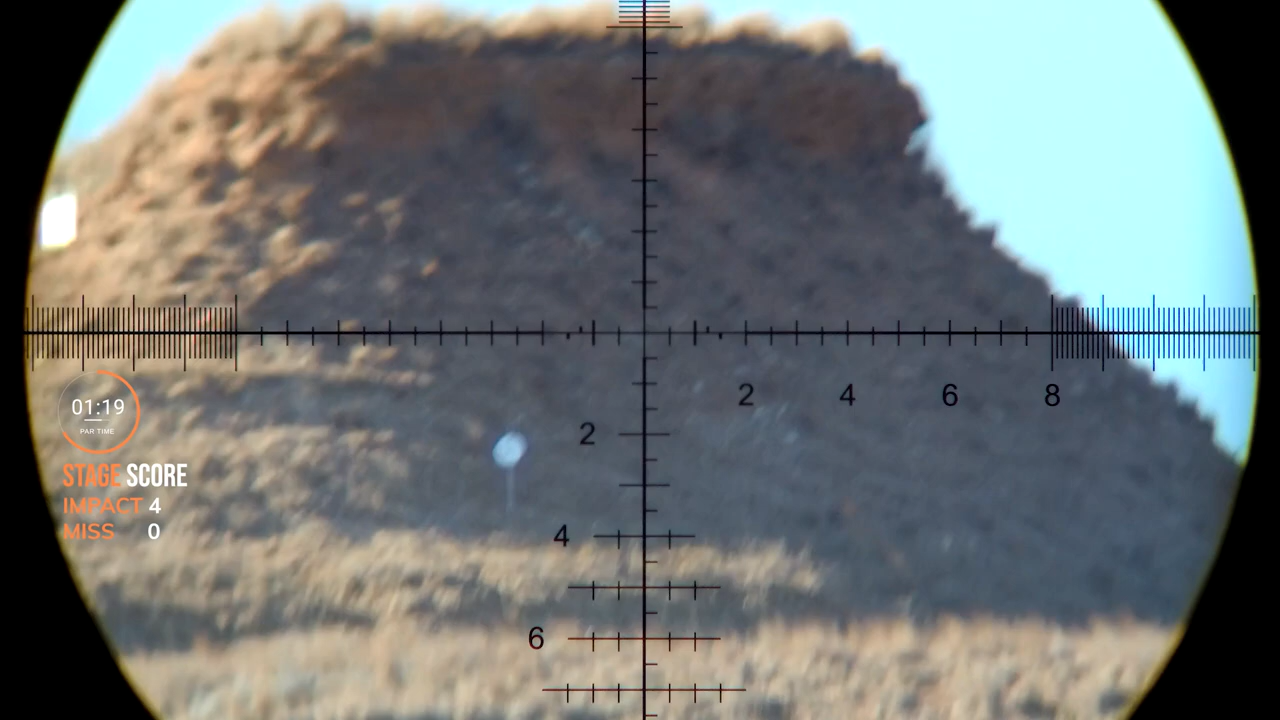 2 4 6 8
01:19
PAR TIME
2
STAGE SCORE
IMPACT 4
MISS 0
4
6